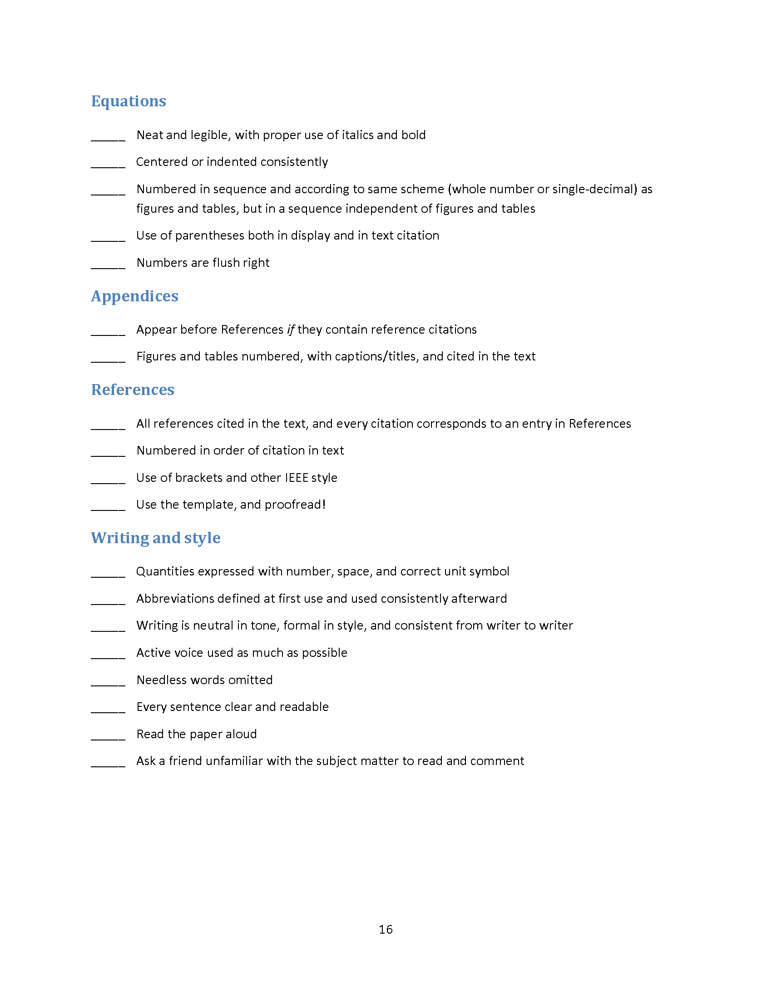 Equations
_____ Neat and legible, with proper use of italics and bold
_____ Centered or indented consistently
_____ Numbered in sequence and according to same scheme (whole number or single-decimal) as
figures and tables, but in a sequence independent of figures and tables
_____ Use of parentheses both in display and in text citation
_____ Numbers are flush right
Appendices
_____ Appear before References if they contain reference citations
_____ Figures and tables numbered, with captions/titles, and cited in the text
References
_____ All references cited in the text, and every citation corresponds to an entry in References
_____ Numbered in order of citation in text
_____ Use of brackets and other IEEE style
_____ Use the template, and proofread!
Writing and style
_____ Quantities expressed with number, space, and correct unit symbol
_____ Abbreviations defined at first use and used consistently afterward
_____ Writing is neutral in tone, formal in style, and consistent from writer to writer
_____ Active voice used as much as possible
_____ Needless words omitted
_____ Every sentence clear and readable
_____ Read the paper aloud
_____ Ask a friend unfamiliar with the subject matter to read and comment
16